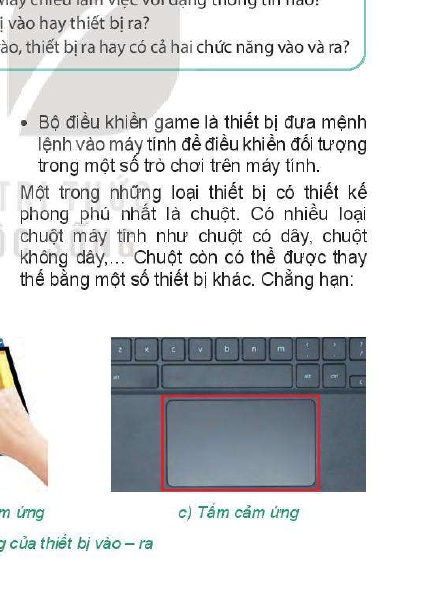 máy chiếu làm việc với dạng thông tin nào?
ị vào hay thiết bị ra?
ào, thiết bị ra hay có cả hai chức năng vào và ra?
• Bộ điều khiển game là thiết bị đưa mệnh
lệnh vào máy tính để điều khiển đối tượng
trong một số trò chơi trên máy tính.
Một trong những loại thiết bị có thiết kế
phong phú nhất là chuột. Có nhiều loại
chuột máy tính như chuột có dây, chuột
không dây,... Chuột còn có thể được thay
thế bằng một số thiết bị khác. Chẳng hạn:
z x c v b n m
alt alt ctrl
m ứng
c) Tấm cảm ứng
g của thiết bị vào – ra